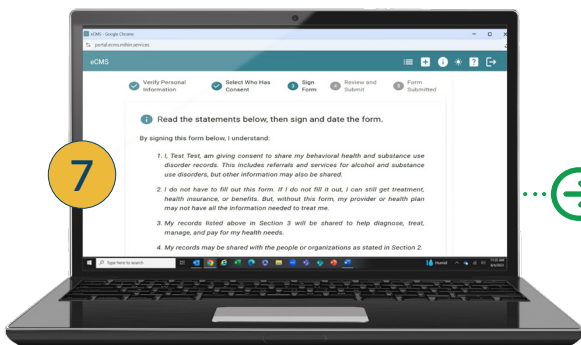 eCMS - Google Chrome
portal.ecms.mihin.services
eCMS
Verify Personal
Information
Select Who Has
Consent
3
Sign
Form
4
Review and
Submit
5
Form
Submitted
Read the statements below, then sign and date the form.
By signing this form below, I understand:
1. I, Test Test, am giving consent to share my behavioral health and substance use
disorder records. This includes referrals and services for alcohol and substance
use disorders, but other information may also be shared.
2. I do not have to fill out this form. If I do not fill it out, I can still get treatment,
health insurance, or benefits. But, without this form, my provider or health plan
may not have all the information needed to treat me.
3. My records listed above in Section 3 will be shared to help diagnose, treat,
manage, and pay for my health needs.
4. My records may be shared with the people or organizations as stated in Section 2.
7
Type here to search
Humid